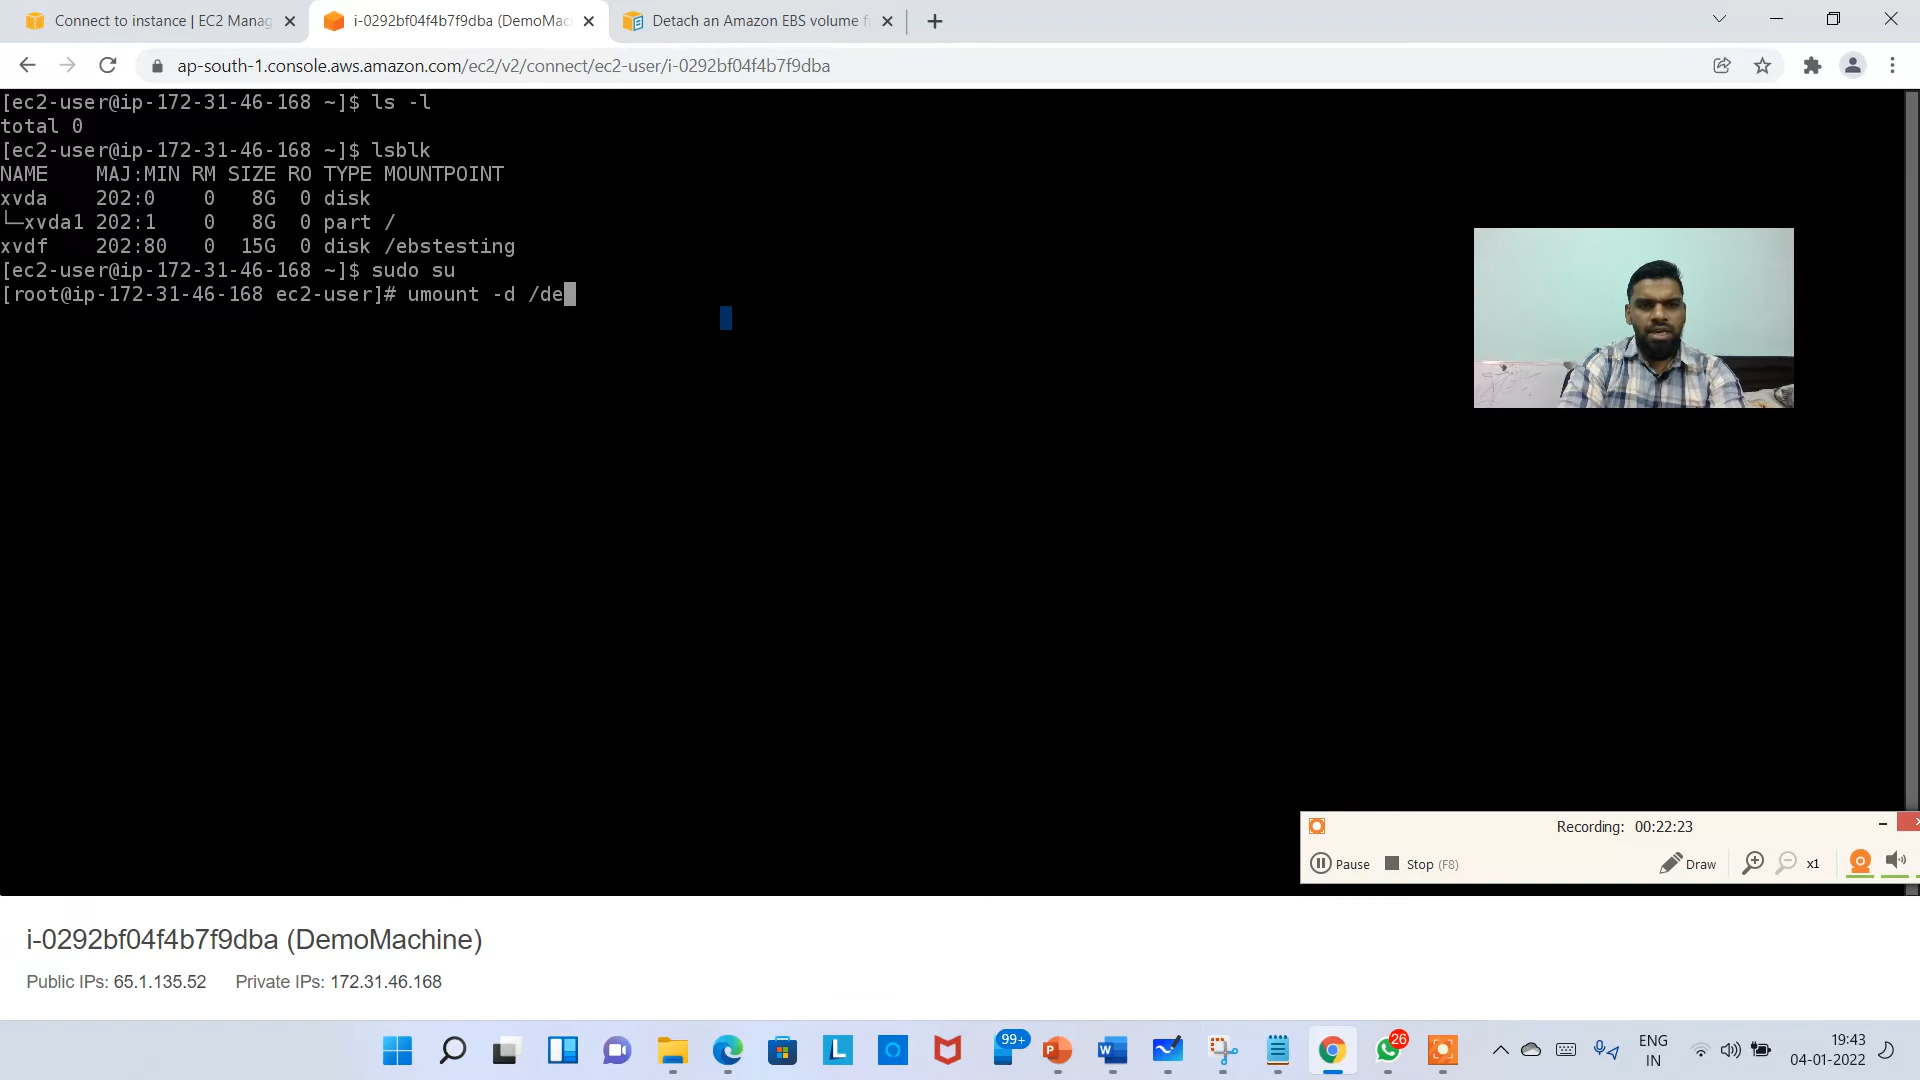 Connect to instance | EC2 Manag
i-0292bf04f4b7f9dba (DemoMac
Detach an Amazon EBS volume f
ap-south-1.console.aws.amazon.com/ec2/v2/connect/ec2-user/i-0292bf04f4b7f9dba
[ec2-user@ip-172-31-46-168 ~]$ ls -l
total 0
[ec2-user@ip-172-31-46-168 ~]$ lsblk
NAME    MAJ:MIN RM SIZE RO TYPE MOUNTPOINT
xvda    202:0    0   8G  0 disk
└─xvda1 202:1    0   8G  0 part /
xvdf    202:80   0  15G  0 disk /ebstesting
[ec2-user@ip-172-31-46-168 ~]$ sudo su
[root@ip-172-31-46-168 ec2-user]# umount -d /de
Recording: 00:22:23
Pause Stop (F8) Draw x1
i-0292bf04f4b7f9dba (DemoMachine)
Public IPs: 65.1.135.52 Private IPs: 172.31.46.168
99+
26
ENG
IN
19:43
04-01-2022